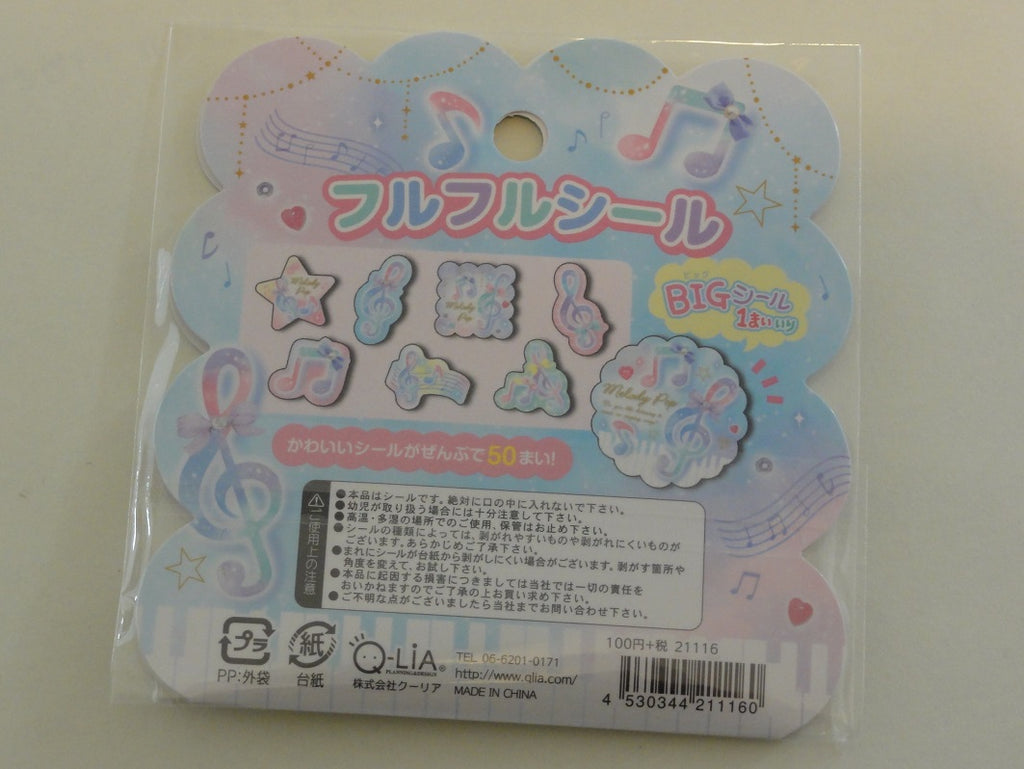 フルフルシール
ビッグ
BIGシール
1まい入り
Melody Pop
Melody Pop
Melody Pop
かわいいシールがぜんぶで50まい!
ご使用上の注意
●本品はシールです。絶対に口の中に入れないで下さい。
●幼児が取り扱う場合には十分注意して下さい。
●高温・多湿の場所でのご使用、保管はお止め下さい。
●シールの種類によっては、剥がれやすいものや剥がれにくいものが
ございます。あらかじめご了承下さい。
●まれにシールが台紙から剥がしにくい場合がございます。剥がす箇所や
角度を変えて、お試し下さい。
●本品に起因する損害につきましては当社では一切の責任を
おいかねますのでご了承の上お買い求め下さい。
●ご不明な点がございましたら当社までお問い合わせ下さい。
プラ
PP:外袋
紙
台紙
Q-LiA®
PLANNING&DESIGN
株式会社クーリア
TEL 06-6201-0171
http://www.qlia.com/
MADE IN CHINA
100円+税 21116
4 530344 211160